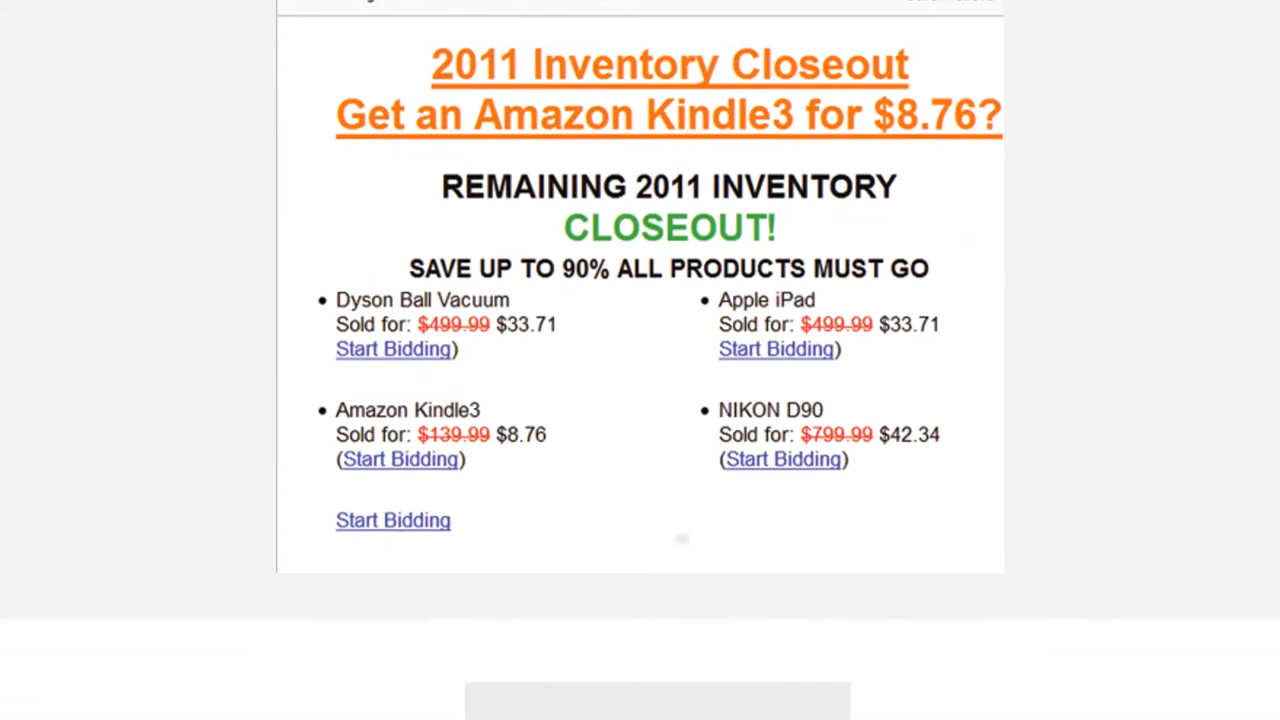 2011 Inventory Closeout
Get an Amazon Kindle3 for $8.76?
REMAINING 2011 INVENTORY
CLOSEOUT!
SAVE UP TO 90% ALL PRODUCTS MUST GO
Dyson Ball Vacuum
Sold for: $499.99 $33.71
Start Bidding)
Apple iPad
Sold for: $499.99 $33.71
Start Bidding)
Amazon Kindle3
Sold for: $139.99 $8.76
(Start Bidding)
NIKON D90
Sold for: $799.99 $42.34
(Start Bidding)
Start Bidding